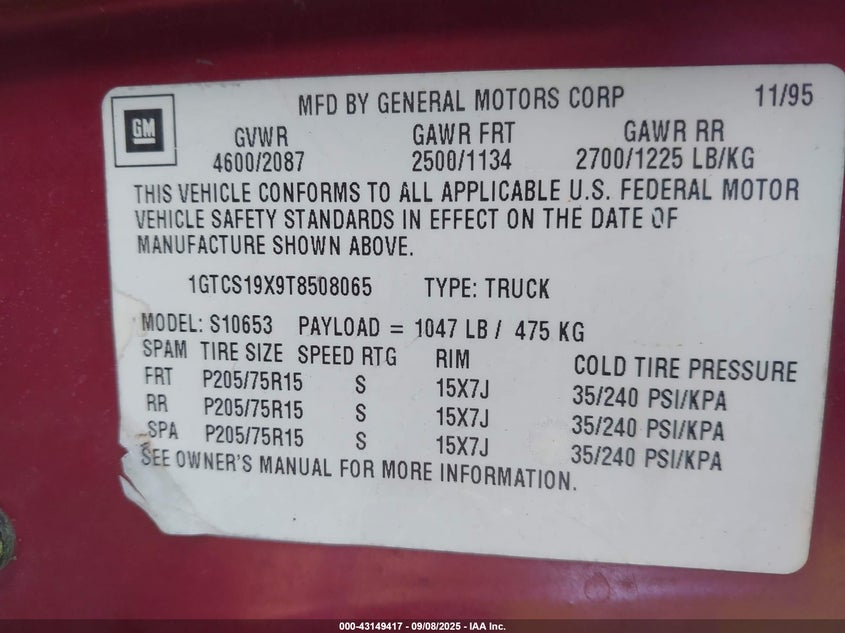 MFD BY GENERAL MOTORS CORP 11/95
GM
GVWR GAWR FRT GAWR RR
4600/2087 2500/1134 2700/1225 LB/KG
THIS VEHICLE CONFORMS TO ALL APPLICABLE U.S. FEDERAL MOTOR
VEHICLE SAFETY STANDARDS IN EFFECT ON THE DATE OF
MANUFACTURE SHOWN ABOVE.
1GTCS19X9T8508065 TYPE: TRUCK
MODEL: S10653 PAYLOAD = 1047 LB / 475 KG
SPAM TIRE SIZE SPEED RTG RIM COLD TIRE PRESSURE
FRT P205/75R15 S 15X7J 35/240 PSI/KPA
RR P205/75R15 S 15X7J 35/240 PSI/KPA
SPA P205/75R15 S 15X7J 35/240 PSI/KPA
SEE OWNER'S MANUAL FOR MORE INFORMATION.
000-43149417 - 09/08/2025 - IAA Inc.